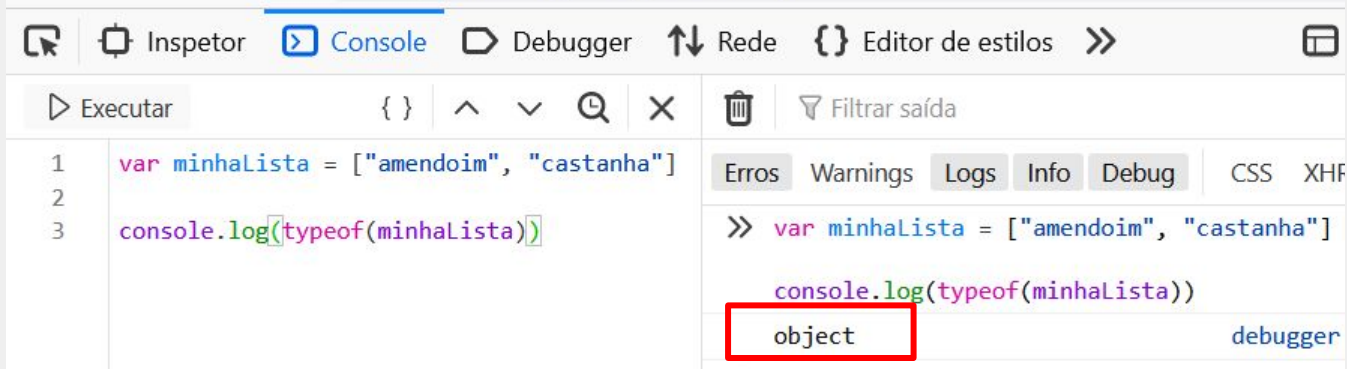 Inspetor Console Debugger Rede {} Editor de estilos >>
Executar {} Filtrar saída
1 var minhaLista = ["amendoim", "castanha"]
2
3 console.log(typeof(minhaLista))
Erros Warnings Logs Info Debug CSS XHR
>> var minhaLista = ["amendoim", "castanha"]
console.log(typeof(minhaLista))
object debugger